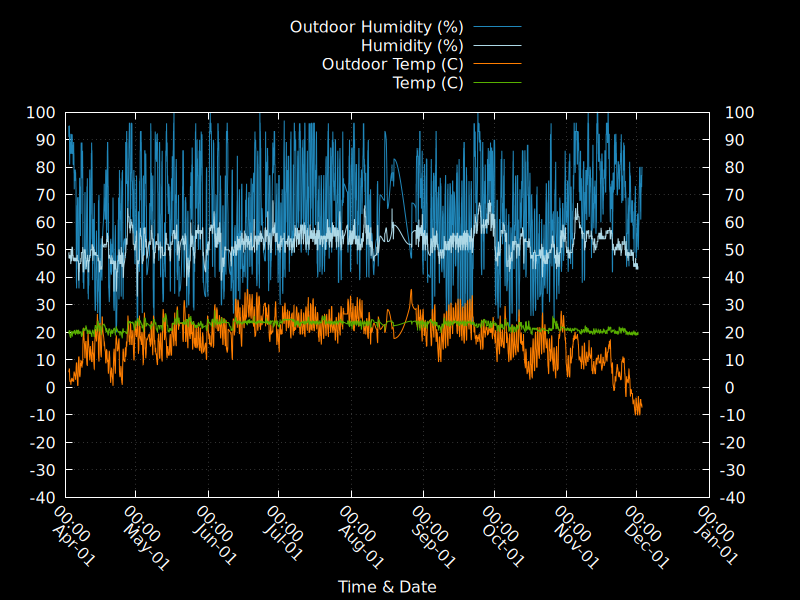 Outdoor Humidity (%)
Humidity (%)
Outdoor Temp (C)
Temp (C)
100 100
90 90
80 80
70 70
60 60
50 50
40 40
30 30
20 20
10 10
0 0
-10 -10
-20 -20
-30 -30
-40 -40
00:00 00:00 00:00 00:00 00:00 00:00 00:00 00:00 00:00 00:00
Apr-01 May-01 Jun-01 Jul-01 Aug-01 Sep-01 Oct-01 Nov-01 Dec-01 Jan-01
Time & Date